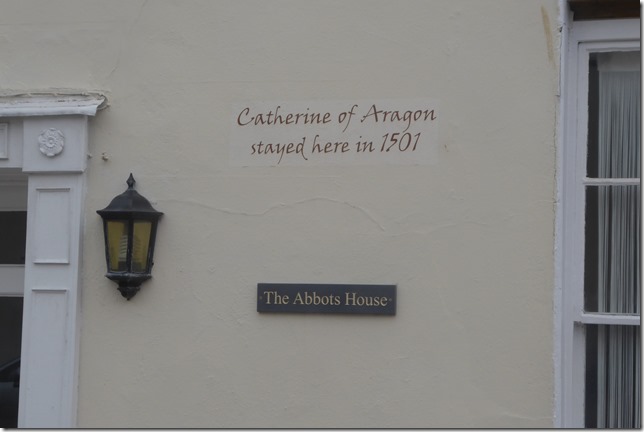 Catherine of Aragon
stayed here in 1501
The Abbots House